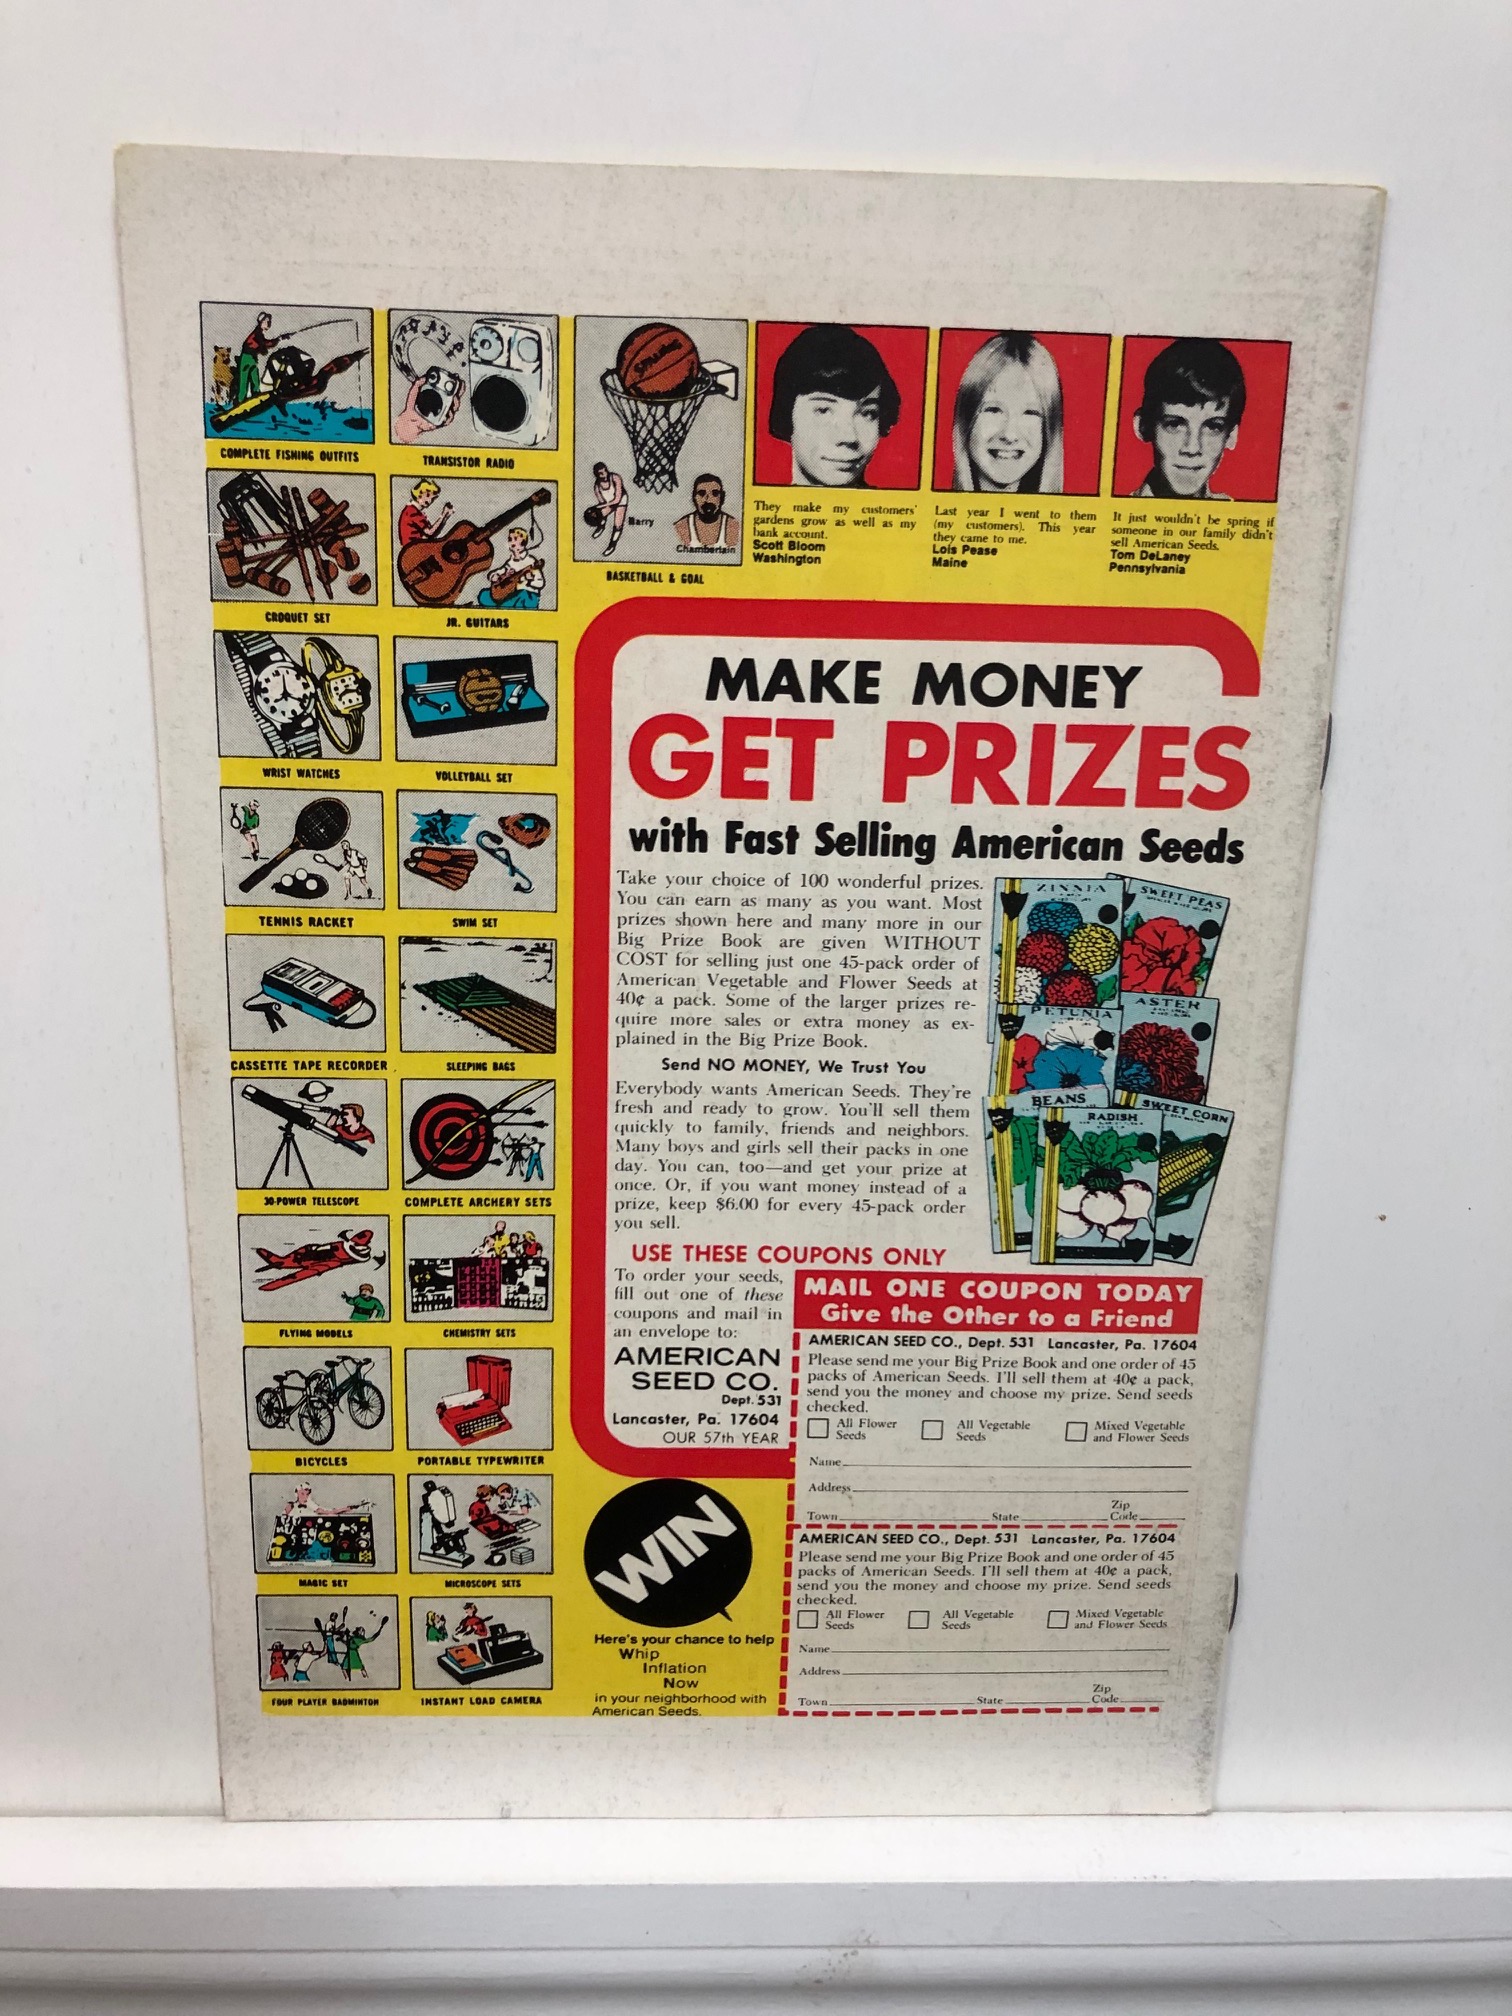 COMPLETE FISHING OUTFITS
TRANSISTOR RADIO
SPALDING
Barry
Chamberlain
BASKETBALL & GOAL
CROQUET SET
JR. GUITARS
WRIST WATCHES
VOLLEYBALL SET
TENNIS RACKET
SWIM SET
CASSETTE TAPE RECORDER
SLEEPING BAGS
30-POWER TELESCOPE
COMPLETE ARCHERY SETS
FLYING MODELS
CHEMISTRY SETS
BICYCLES
PORTABLE TYPEWRITER
MAGIC SET
MICROSCOPE SETS
FOUR PLAYER BADMINTON
INSTANT LOAD CAMERA
They make my customers'
gardens grow as well as my
bank account.
Scott Bloom
Washington
Last year I went to them
(my customers). This year
they came to me.
Lois Pease
Maine
It just wouldn't be spring if
someone in our family didn't
sell American Seeds.
Tom DeLaney
Pennsylvania
MAKE MONEY
GET PRIZES
with Fast Selling American Seeds
Take your choice of 100 wonderful prizes.
You can earn as many as you want. Most
prizes shown here and many more in our
Big Prize Book are given WITHOUT
COST for selling just one 45-pack order of
American Vegetable and Flower Seeds at
40¢ a pack. Some of the larger prizes re-
quire more sales or extra money as ex-
plained in the Big Prize Book.
Send NO MONEY, We Trust You
Everybody wants American Seeds. They're
fresh and ready to grow. You'll sell them
quickly to family, friends and neighbors.
Many boys and girls sell their packs in one
day. You can, too—and get your prize at
once. Or, if you want money instead of a
prize, keep $6.00 for every 45-pack order
you sell.
ZINNIA
SWEET PEAS
PETUNIA
ASTER
BEANS
RADISH
SWEET CORN
USE THESE COUPONS ONLY
To order your seeds,
fill out one of these
coupons and mail in
an envelope to:
AMERICAN
SEED CO.
Dept. 531
Lancaster, Pa. 17604
OUR 57th YEAR
MAIL ONE COUPON TODAY
Give the Other to a Friend
AMERICAN SEED CO., Dept. 531 Lancaster, Pa. 17604
Please send me your Big Prize Book and one order of 45
packs of American Seeds. I'll sell them at 40¢ a pack,
send you the money and choose my prize. Send seeds
checked.
All Flower Seeds All Vegetable Seeds Mixed Vegetable and Flower Seeds
Name
Address
Town State Zip Code
AMERICAN SEED CO., Dept. 531 Lancaster, Pa. 17604
Please send me your Big Prize Book and one order of 45
packs of American Seeds. I'll sell them at 40¢ a pack,
send you the money and choose my prize. Send seeds
checked.
All Flower Seeds All Vegetable Seeds Mixed Vegetable and Flower Seeds
Name
Address
Town State Zip Code
WIN
Here's your chance to help
Whip
Inflation
Now
in your neighborhood with
American Seeds.